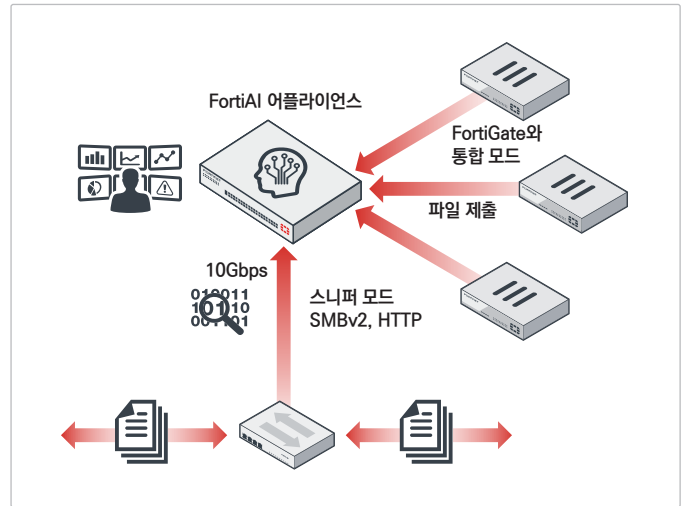 FortiAI 어플라이언스
FortiGate와
통합 모드
파일 제출
10Gbps
스니퍼 모드
SMBv2, HTTP